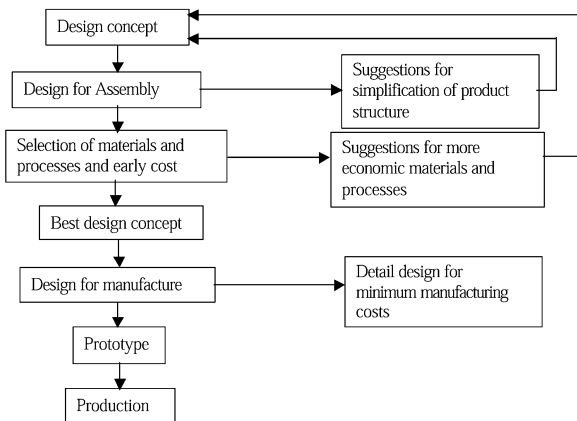 Design concept
Design for Assembly
Suggestions for
simplification of product
structure
Selection of materials and
processes and early cost
Suggestions for more
economic materials and
processes
Best design concept
Design for manufacture
Detail design for
minimum manufacturing
costs
Prototype
Production